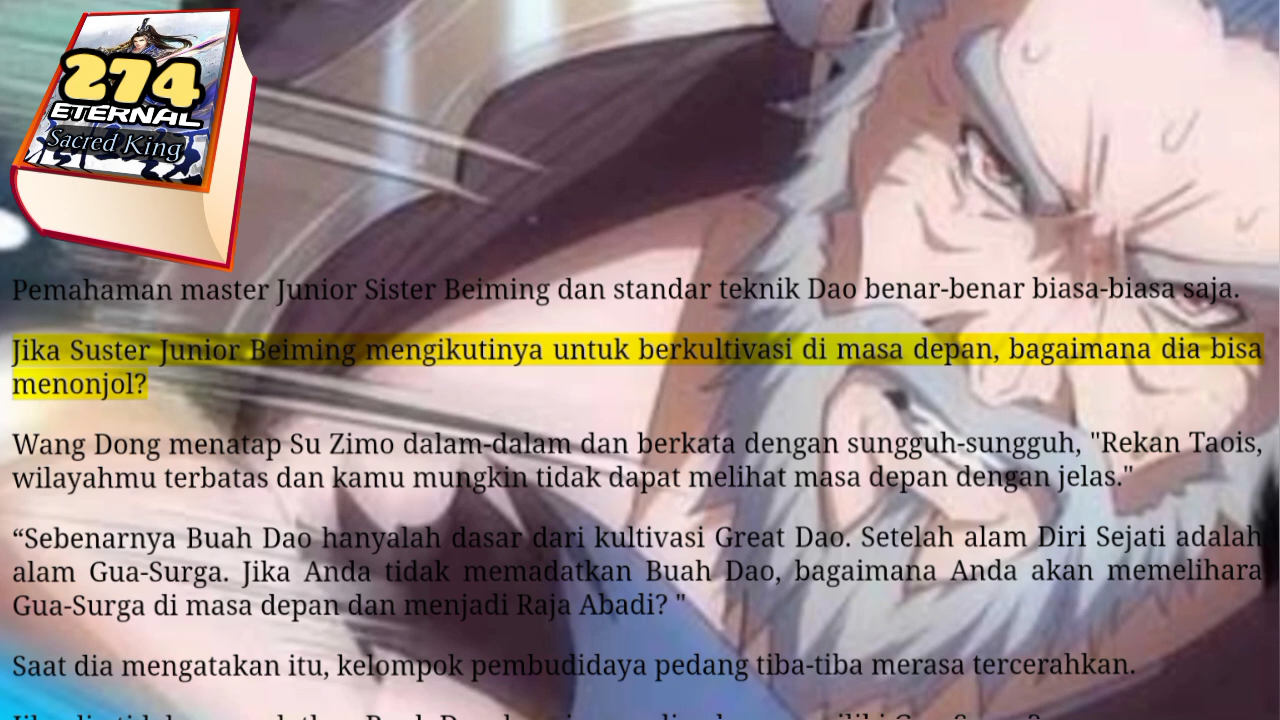 274
ETERNAL
Sacred King
Pemahaman master Junior Sister Beiming dan standar teknik Dao benar-benar biasa-biasa saja.
Jika Suster Junior Beiming mengikutinya untuk berkultivasi di masa depan, bagaimana dia bisa
menonjol?
Wang Dong menatap Su Zimo dalam-dalam dan berkata dengan sungguh-sungguh, "Rekan Taois,
wilayahmu terbatas dan kamu mungkin tidak dapat melihat masa depan dengan jelas."
“Sebenarnya Buah Dao hanyalah dasar dari kultivasi Great Dao. Setelah alam Diri Sejati adalah
alam Gua-Surga. Jika Anda tidak memadatkan Buah Dao, bagaimana Anda akan memelihara
Gua-Surga di masa depan dan menjadi Raja Abadi? "
Saat dia mengatakan itu, kelompok pembudidaya pedang tiba-tiba merasa tercerahkan.